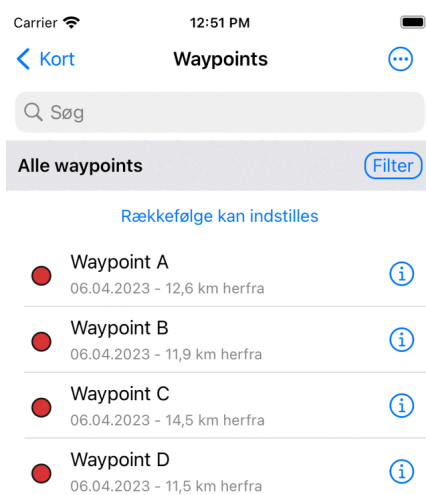 Carrier 12:51 PM
Kort Waypoints
Søg
Alle waypoints Filter
Rækkefølge kan indstilles
Waypoint A
06.04.2023 - 12,6 km herfra
Waypoint B
06.04.2023 - 11,9 km herfra
Waypoint C
06.04.2023 - 14,5 km herfra
Waypoint D
06.04.2023 - 11,5 km herfra